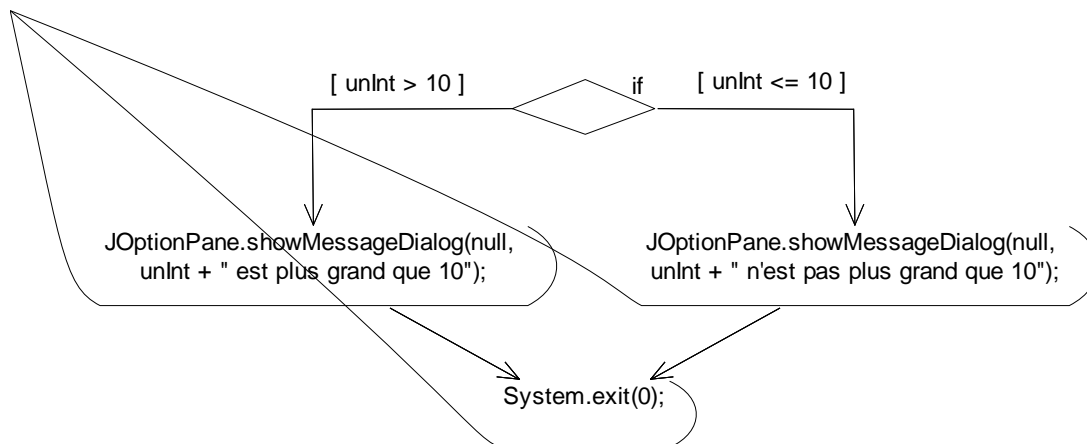 [ unInt > 10 ]
if
[ unInt <= 10 ]
JOptionPane.showMessageDialog(null,
unInt + " est plus grand que 10");
JOptionPane.showMessageDialog(null,
unInt + " n'est pas plus grand que 10");
System.exit(0);